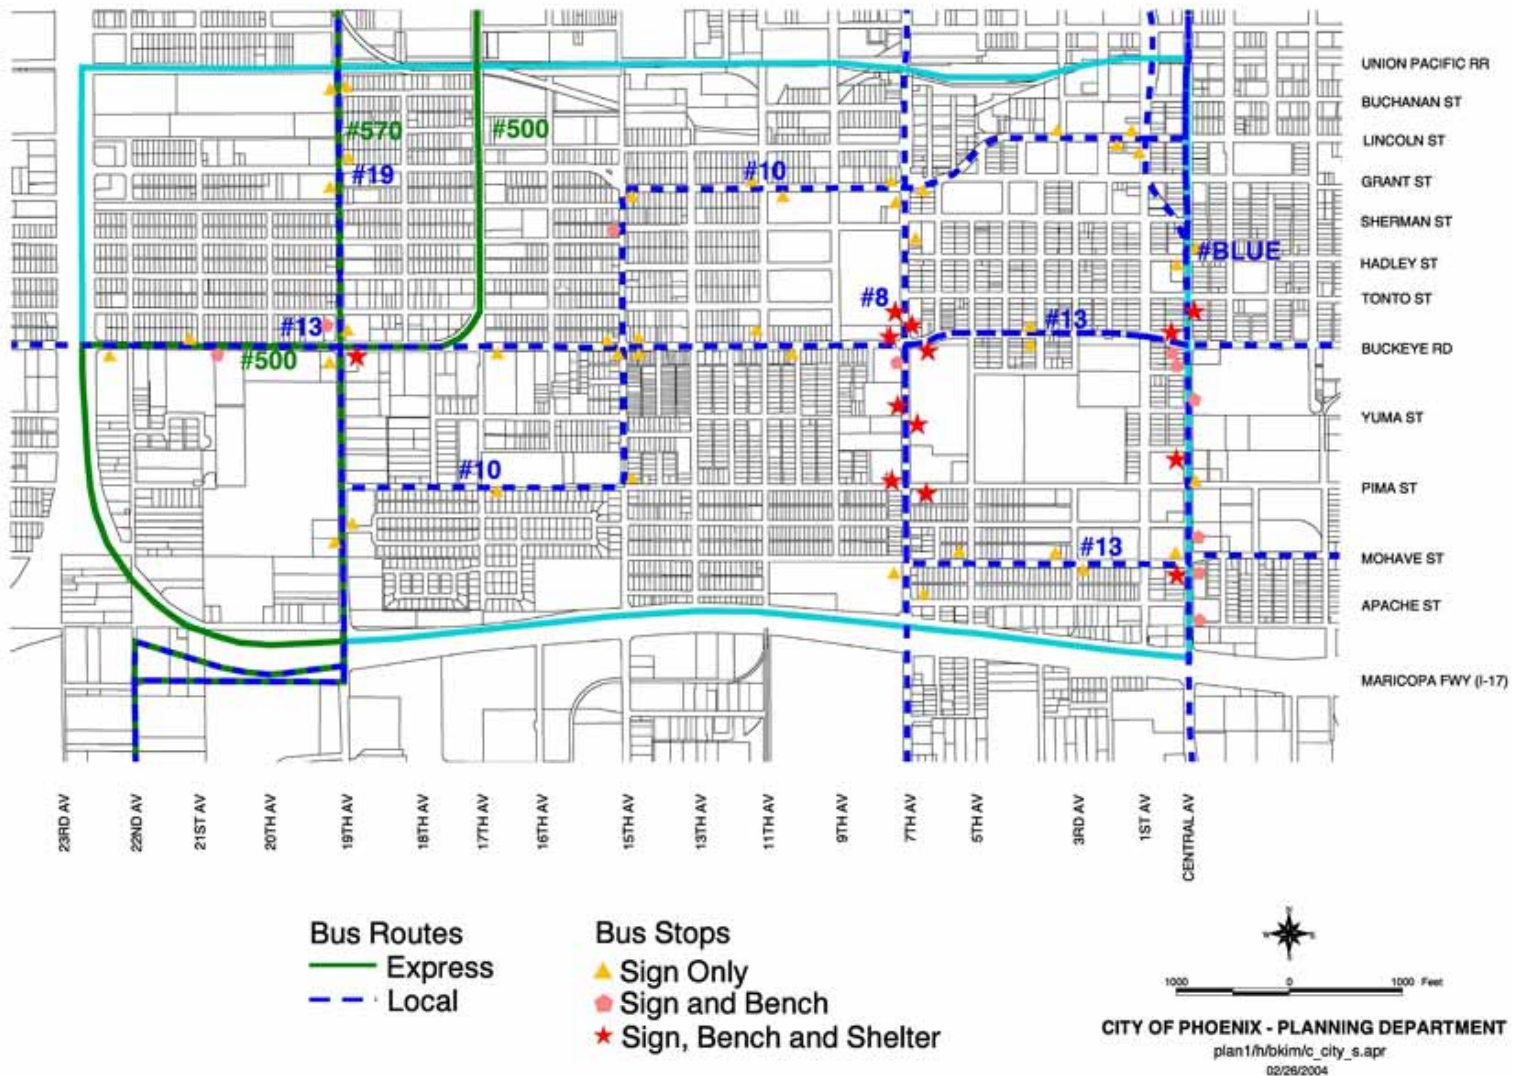 UNION PACIFIC RR
BUCHANAN ST
#570
#500
LINCOLN ST
#19
#10
GRANT ST
SHERMAN ST
#BLUE
HADLEY ST
#8
TONTO ST
#13
#13
#500
BUCKEYE RD
YUMA ST
#10
PIMA ST
#13
MOHAVE ST
APACHE ST
MARICOPA FWY (I-17)
23RD AV
22ND AV
21ST AV
20TH AV
19TH AV
18TH AV
17TH AV
16TH AV
15TH AV
13TH AV
11TH AV
9TH AV
7TH AV
5TH AV
3RD AV
1ST AV
CENTRAL AV
Bus Routes
Express
Local
Bus Stops
Sign Only
Sign and Bench
Sign, Bench and Shelter
N
1000 0 1000 Feet
CITY OF PHOENIX - PLANNING DEPARTMENT
plan1/h/bkim/c_city_s.apr
02/26/2004